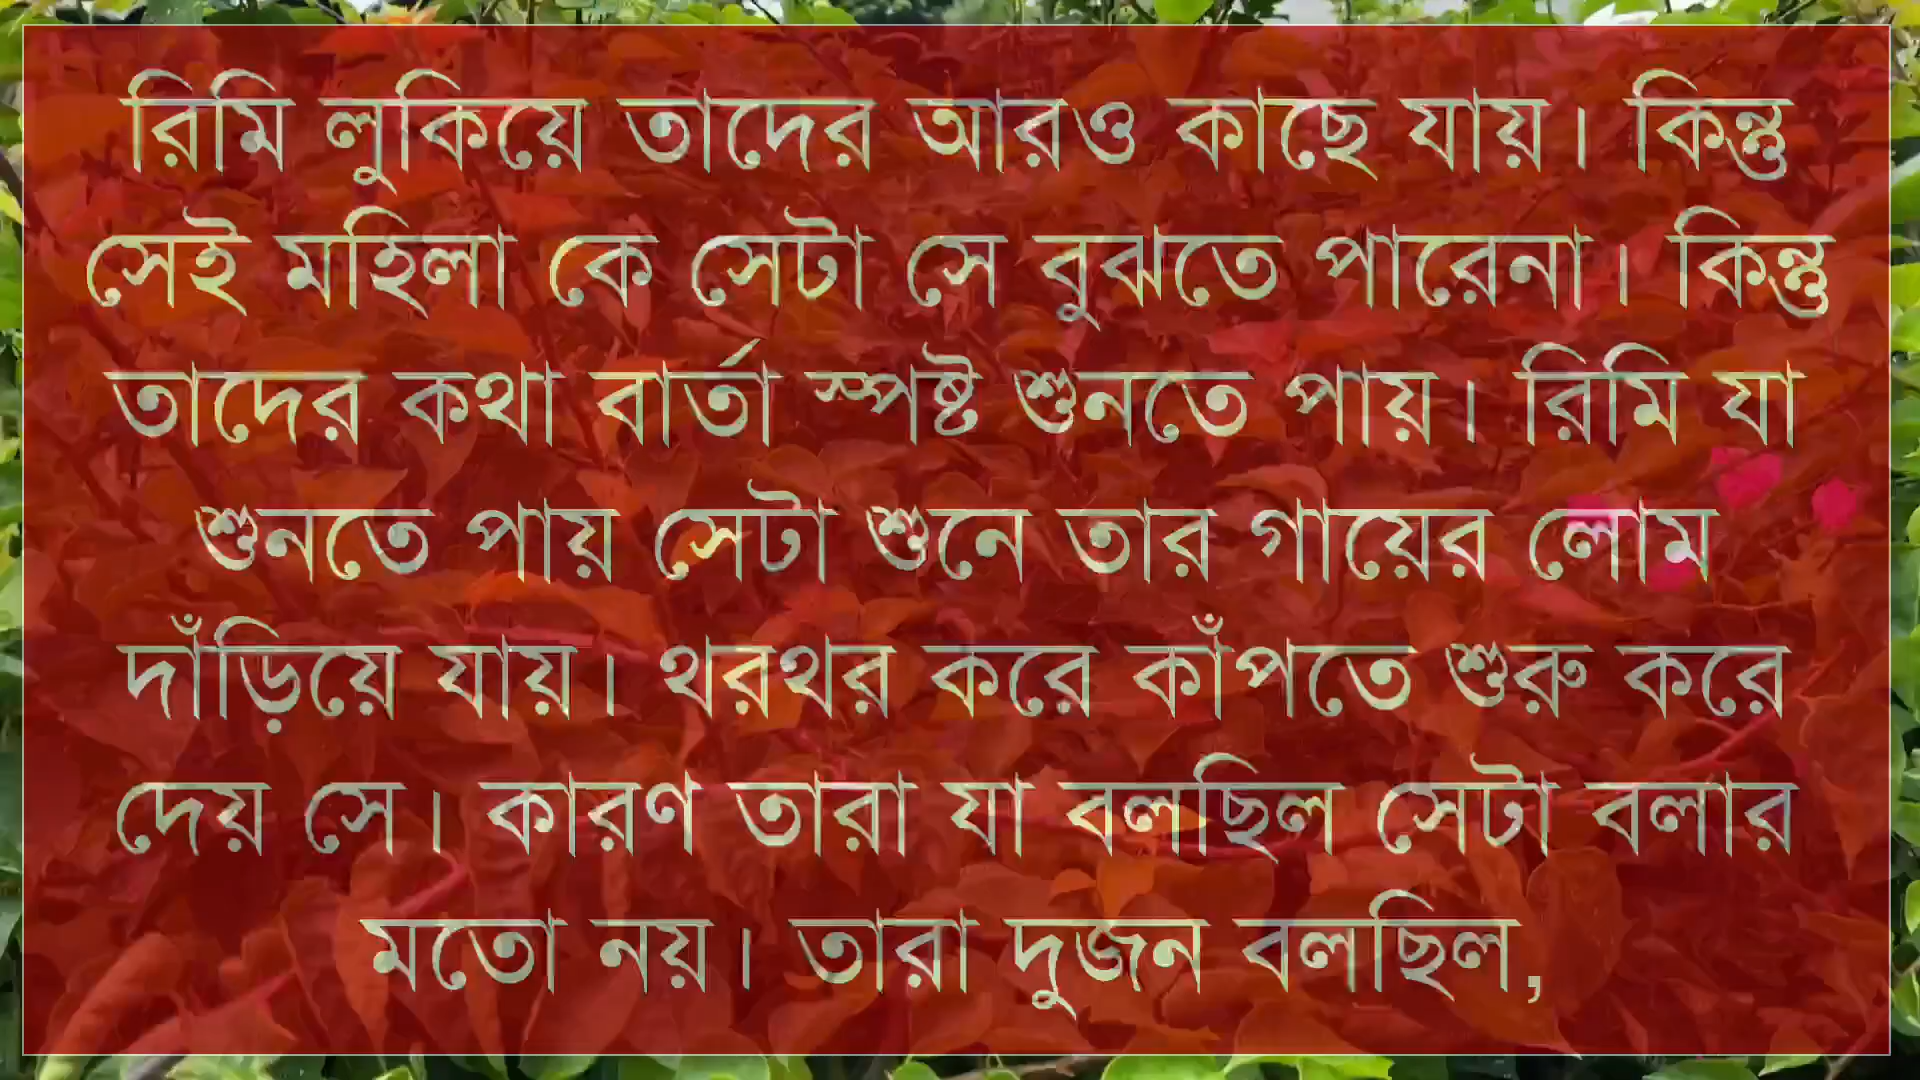 রিমি লুকিয়ে তাদের আরও কাছে যায়। কিন্তু
সেই মহিলা কে সেটা সে বুঝতে পারেনা। কিন্তু
তাদের কথা বার্তা স্পষ্ট শুনতে পায়। রিমি যা
শুনতে পায় সেটা শুনে তার গায়ের লোম
দাঁড়িয়ে যায়। থরথর করে কাঁপতে শুরু করে
দেয় সে। কারণ তারা যা বলছিল সেটা বলার
মতো নয়। তারা দুজন বলছিল,